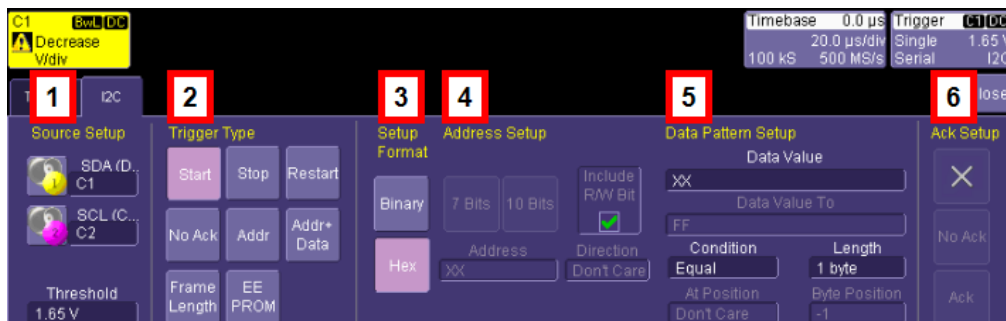 C1 BwL DC
Decrease
V/div
Timebase 0.0 µs
20.0 µs/div
100 kS 500 MS/s
Trigger C1 DC
Single 1.65 V
Serial I2C
1
I2C
2
3
4
5
6
Source Setup
SDA (D..
C1
SCL (C...
C2
Threshold
1.65 V
Trigger Type
Start Stop Restart
No Ack Addr Addr+
Data
Frame
Length
EE
PROM
Setup
Format
Binary
Hex
Address Setup
7 Bits 10 Bits
Include
R/W Bit
Address Direction
XX Don't Care
Data Pattern Setup
Data Value
XX
Data Value To
FF
Condition Length
Equal 1 byte
At Position Byte Position
Don't Care -1
Ack Setup
X
No Ack
Ack